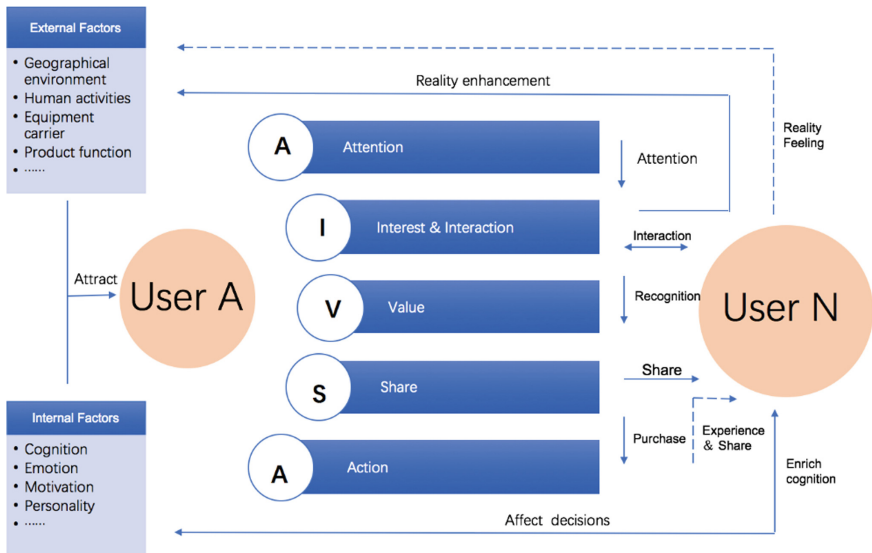 External Factors
• Geographical
environment
• Human activities
• Equipment
carrier
• Product function
• ......
Reality enhancement
Reality
Feeling
A
Attention
Attention
I
Interest & Interaction
Interaction
Attract
User A
V
Value
Recognition
User N
S
Share
Share
Internal Factors
• Cognition
• Emotion
• Motivation
• Personality
• ......
A
Action
Purchase
Experience
& Share
Enrich
cognition
Affect decisions